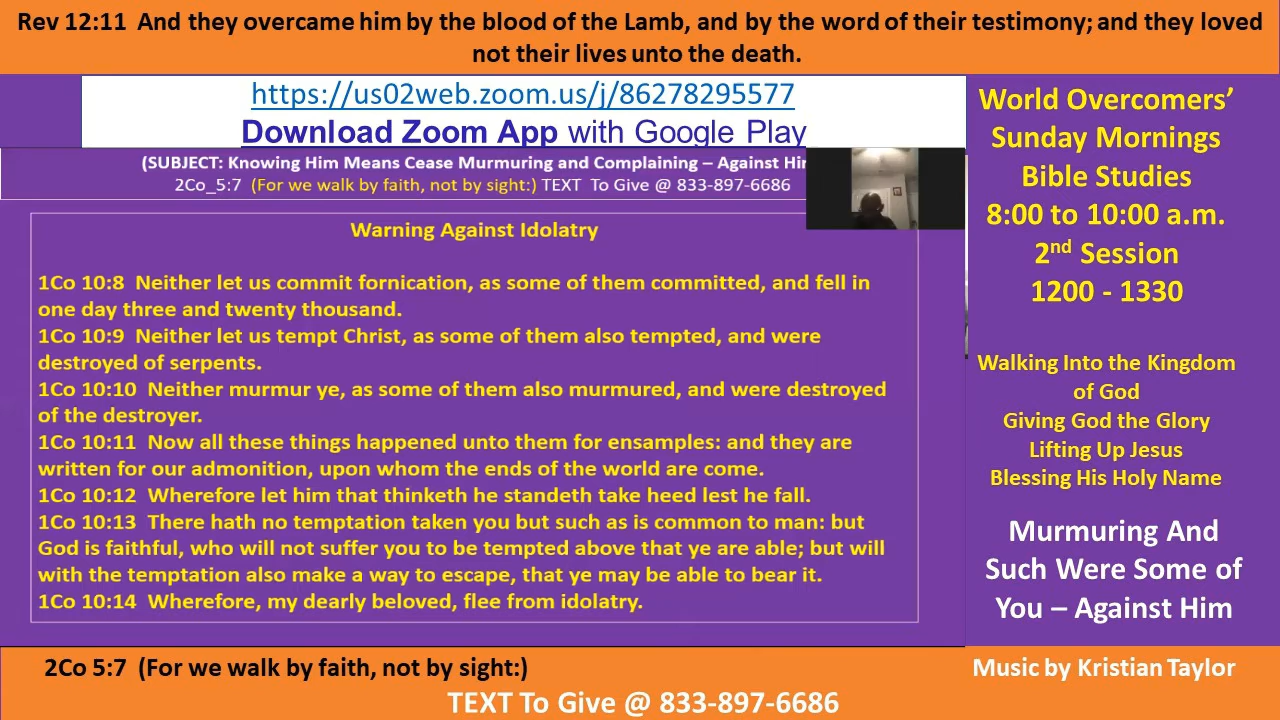 Rev 12:11  And they overcame him by the blood of the Lamb, and by the word of their testimony; and they loved
not their lives unto the death.
https://us02web.zoom.us/j/86278295577
Download Zoom App with Google Play
(SUBJECT: Knowing Him Means Cease Murmuring and Complaining – Against Hi
2Co_5:7  (For we walk by faith, not by sight:) TEXT  To Give @ 833-897-6686
Warning Against Idolatry
1Co 10:8  Neither let us commit fornication, as some of them committed, and fell in
one day three and twenty thousand.
1Co 10:9  Neither let us tempt Christ, as some of them also tempted, and were
destroyed of serpents.
1Co 10:10  Neither murmur ye, as some of them also murmured, and were destroyed
of the destroyer.
1Co 10:11  Now all these things happened unto them for ensamples: and they are
written for our admonition, upon whom the ends of the world are come.
1Co 10:12  Wherefore let him that thinketh he standeth take heed lest he fall.
1Co 10:13  There hath no temptation taken you but such as is common to man: but
God is faithful, who will not suffer you to be tempted above that ye are able; but will
with the temptation also make a way to escape, that ye may be able to bear it.
1Co 10:14  Wherefore, my dearly beloved, flee from idolatry.
World Overcomers’
Sunday Mornings
Bible Studies
8:00 to 10:00 a.m.
2nd Session
1200 - 1330
Walking Into the Kingdom
of God
Giving God the Glory
Lifting Up Jesus
Blessing His Holy Name
Murmuring And
Such Were Some of
You – Against Him
2Co 5:7  (For we walk by faith, not by sight:)
Music by Kristian Taylor
TEXT To Give @ 833-897-6686